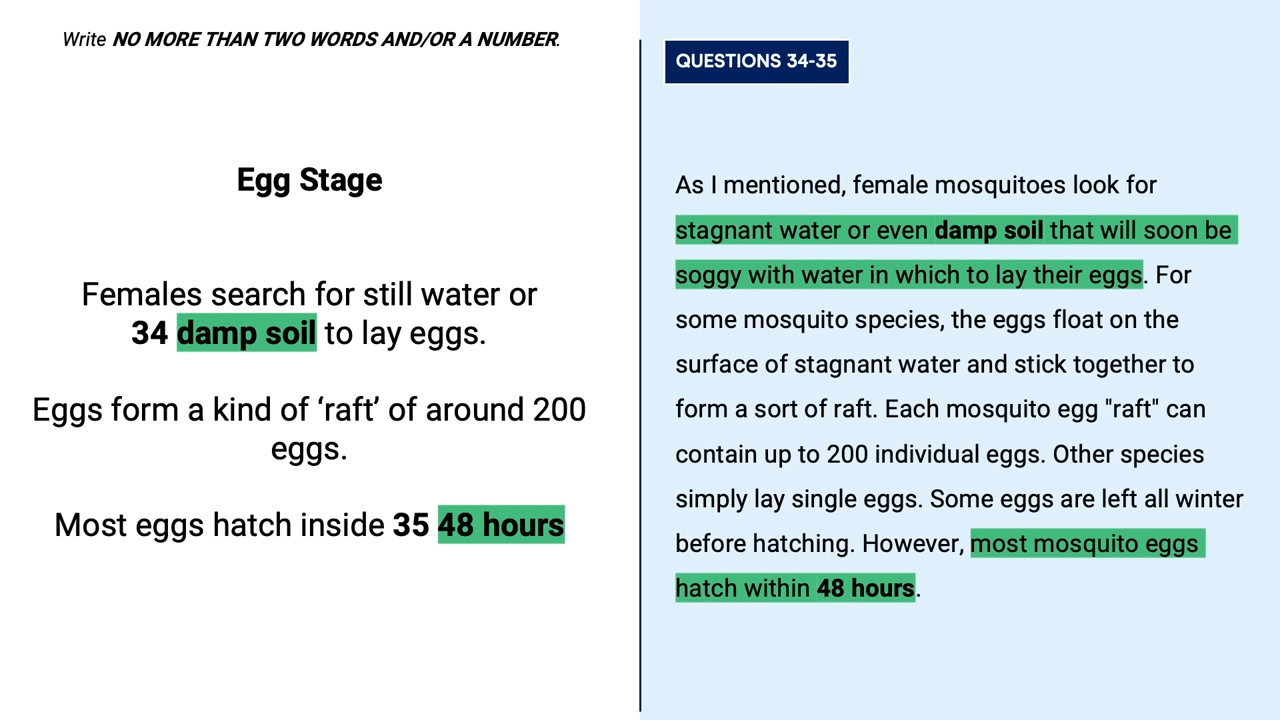 Write NO MORE THAN TWO WORDS AND/OR A NUMBER.
Egg Stage
Females search for still water or
34 damp soil to lay eggs.
Eggs form a kind of ‘raft’ of around 200
eggs.
Most eggs hatch inside 35 48 hours
QUESTIONS 34-35
As I mentioned, female mosquitoes look for
stagnant water or even damp soil that will soon be
soggy with water in which to lay their eggs. For
some mosquito species, the eggs float on the
surface of stagnant water and stick together to
form a sort of raft. Each mosquito egg "raft" can
contain up to 200 individual eggs. Other species
simply lay single eggs. Some eggs are left all winter
before hatching. However, most mosquito eggs
hatch within 48 hours.